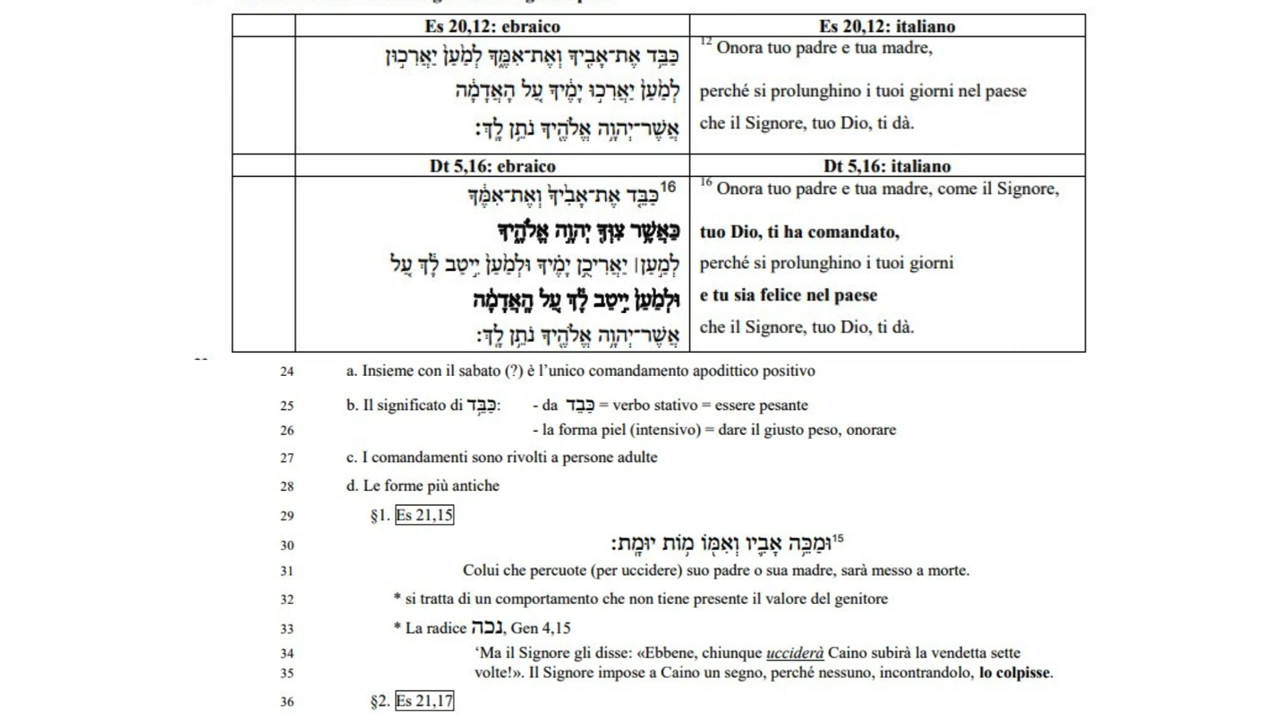 Es 20,12: ebraico
Es 20,12: italiano
כַּבֵּ֥ד אֶת־אָבִ֖יךָ וְאֶת־אִמֶּ֑ךָ לְמַ֙עַן֙ יַאֲרִכ֣וּן
לְמַ֙עַן֙ יַאֲרִכ֣וּ יָמֶ֔יךָ עַ֚ל הָאֲדָמָ֔ה
אֲשֶׁר־יְהוָ֥ה אֱלֹהֶ֖יךָ נֹתֵ֥ן לָֽךְ׃
12 Onora tuo padre e tua madre,
perché si prolunghino i tuoi giorni nel paese
che il Signore, tuo Dio, ti dà.
Dt 5,16: ebraico
Dt 5,16: italiano
16 כַּבֵּ֤ד אֶת־אָבִ֙יךָ֙ וְאֶת־אִמֶּ֔ךָ
כַּאֲשֶׁ֥ר צִוְּךָ֖ יְהוָ֣ה אֱלֹהֶ֑יךָ
לְמַ֣עַן׀ יַאֲרִיכֻ֣ן יָמֶ֗יךָ וּלְמַ֙עַן֙ יִ֣יטַב לָ֔ךְ עַ֚ל
וּלְמַ֙עַן֙ יִ֣יטַב לָ֔ךְ עַ֚ל הָֽאֲדָמָ֔ה
אֲשֶׁר־יְהוָ֥ה אֱלֹהֶ֖יךָ נֹתֵ֥ן לָֽךְ׃
16 Onora tuo padre e tua madre, come il Signore,
tuo Dio, ti ha comandato,
perché si prolunghino i tuoi giorni
e tu sia felice nel paese
che il Signore, tuo Dio, ti dà.
24 a. Insieme con il sabato (?) è l’unico comandamento apodittico positivo
25 b. Il significato di כַּבֵּ֥ד: - da כָּבֵד = verbo stativo = essere pesante
26 - la forma piel (intensivo) = dare il giusto peso, onorare
27 c. I comandamenti sono rivolti a persone adulte
28 d. Le forme più antiche
29 §1. Es 21,15
30 15 וּמַכֵּ֥ה אָבִ֛יו וְאִמּ֖וֹ מ֥וֹת יוּמָֽת׃
31 Colui che percuote (per uccidere) suo padre o sua madre, sarà messo a morte.
32 * si tratta di un comportamento che non tiene presente il valore del genitore
33 * La radice נכה, Gen 4,15
34 ‘Ma il Signore gli disse: «Ebbene, chiunque ucciderà Caino subirà la vendetta sette
35 volte!». Il Signore impose a Caino un segno, perché nessuno, incontrandolo, lo colpisse.
36 §2. Es 21,17